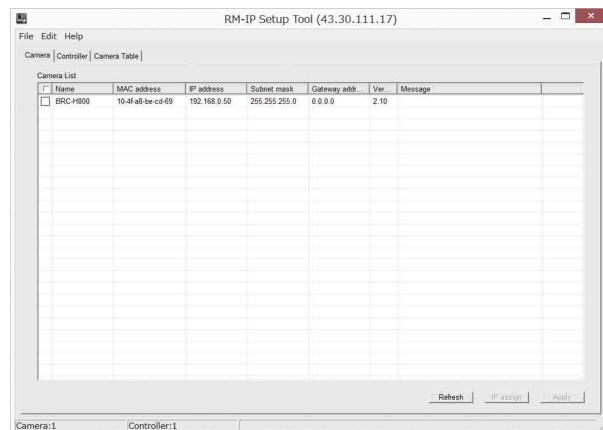 RM-IP Setup Tool (43.30.111.17)
File Edit Help
Camera Controller Camera Table
Camera List
Name MAC address IP address Subnet mask Gateway addr... Ver... Message
BRC-H800 10-4f-a8-be-cd-69 192.168.0.50 255.255.255.0 0.0.0.0 2.10
Refresh IP assign Apply
Camera:1 Controller:1